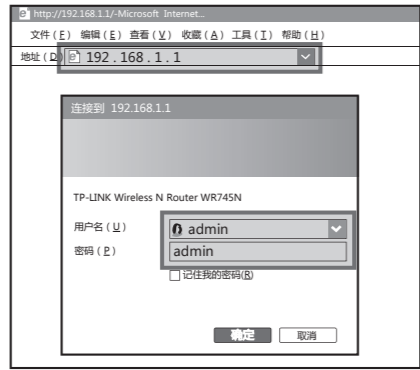 http://192.168.1.1/-Microsoft Internet...
文件(F) 编辑(E) 查看(V) 收藏(A) 工具(I) 帮助(H)
地址(D) 192.168.1.1
连接到 192.168.1.1
TP-LINK Wireless N Router WR745N
用户名(U) admin
密码(P) admin
记住我的密码(R)
确定 取消